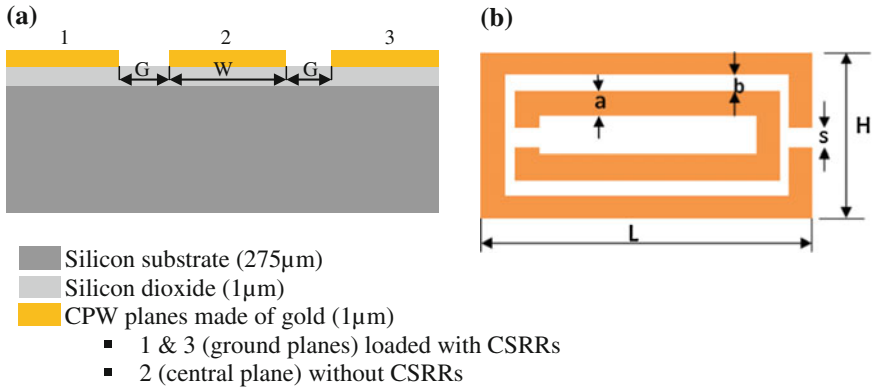 (a)
1 2 3
G W G
Silicon substrate (275µm)
Silicon dioxide (1µm)
CPW planes made of gold (1µm)
▪ 1 & 3 (ground planes) loaded with CSRRs
▪ 2 (central plane) without CSRRs
(b)
b
a
s
H
L